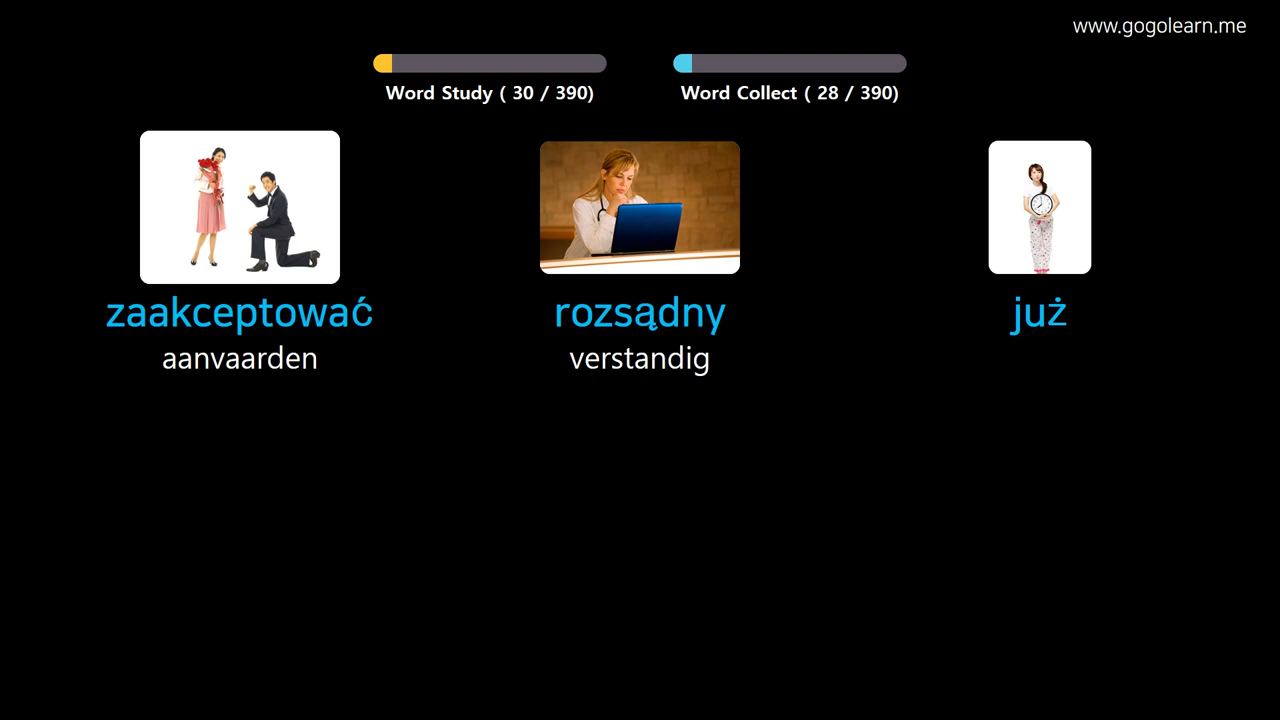 www.gogolearn.me
Word Study ( 30 / 390)
Word Collect ( 28 / 390)
zaakceptować
rozsądny
już
aanvaarden
verstandig